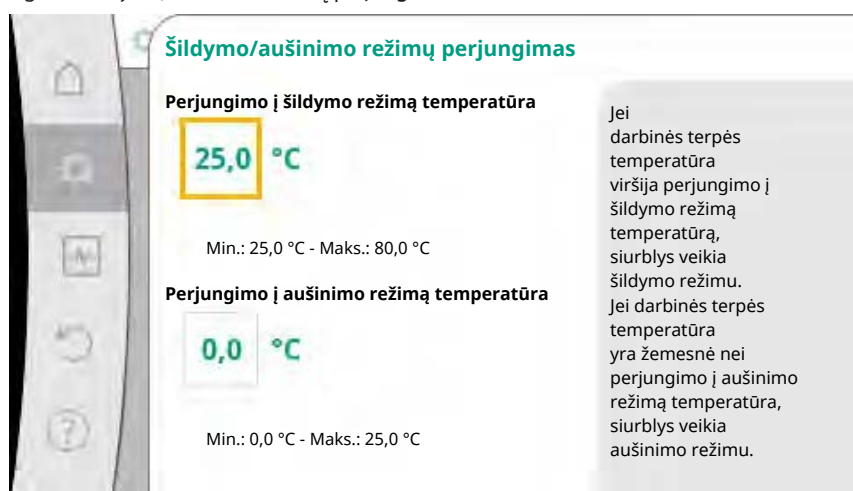 Šildymo/aušinimo režimų perjungimas
Perjungimo į šildymo režimą temperatūra
25,0 °C
Min.: 25,0 °C - Maks.: 80,0 °C
Perjungimo į aušinimo režimą temperatūra
0,0 °C
Min.: 0,0 °C - Maks.: 25,0 °C
Jei
darbinės terpės
temperatūra
viršija perjungimo į
šildymo režimą
temperatūrą,
siurblys veikia
šildymo režimu.
Jei darbinės terpės
temperatūra
yra žemesnė nei
perjungimo į aušinimo
režimą temperatūra,
siurblys veikia
aušinimo režimu.